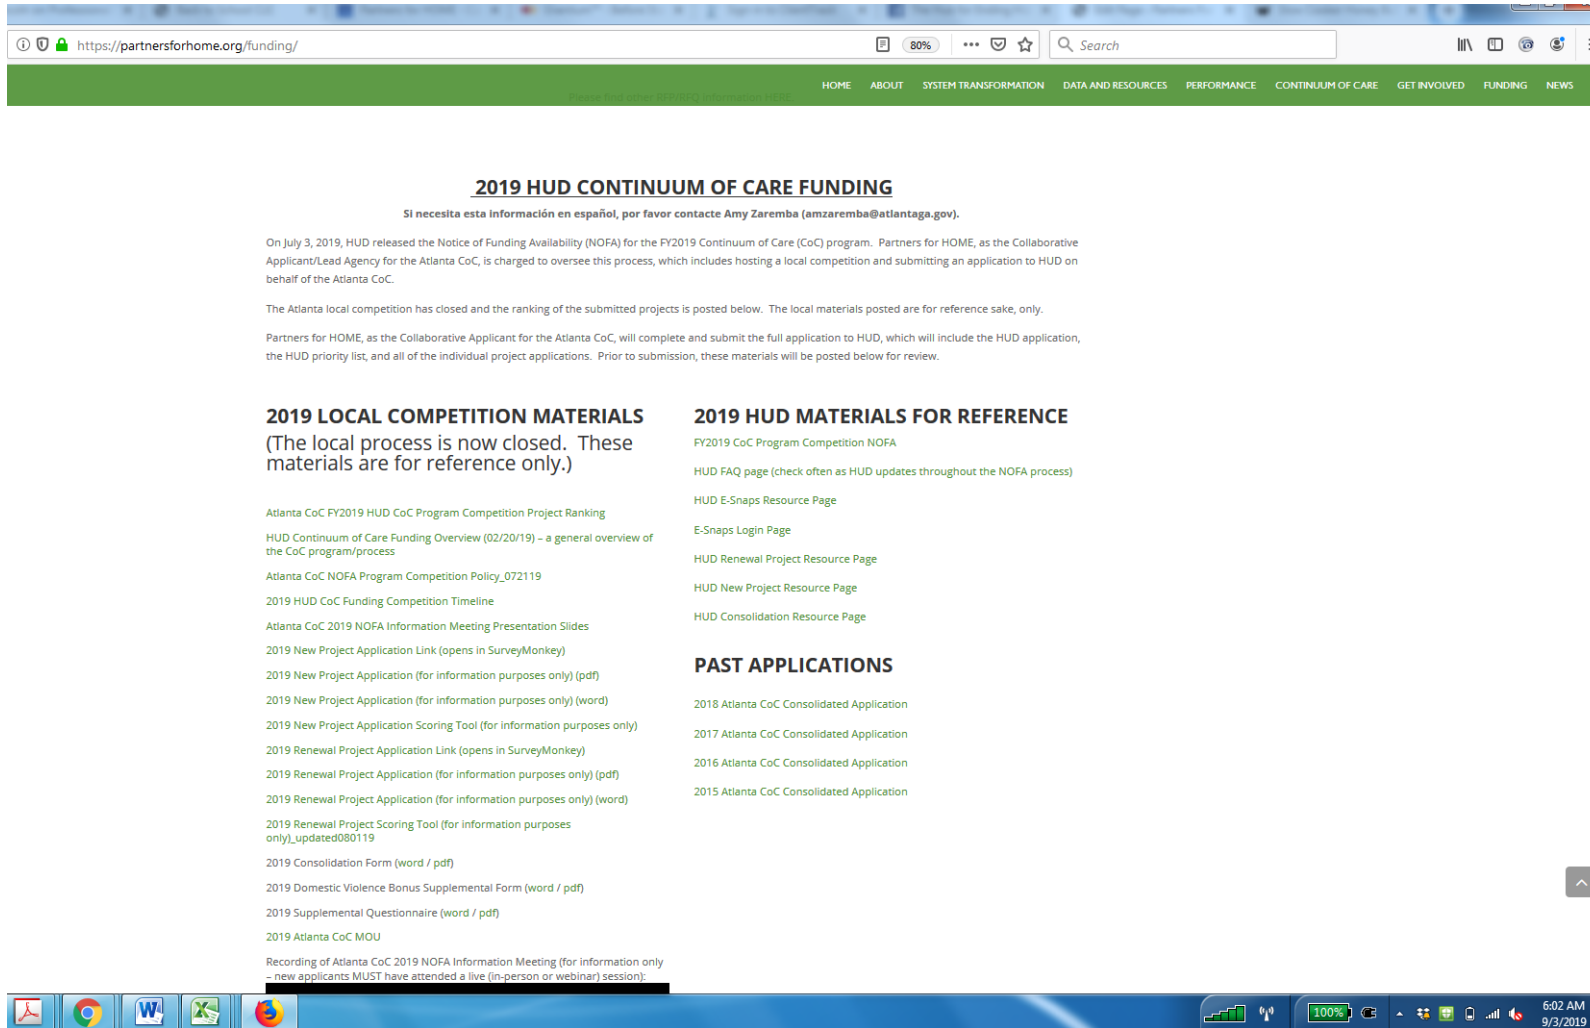 https://partnersforhome.org/funding/
80%
Search
Please find other RFP/RFQ information HERE
HOME ABOUT SYSTEM TRANSFORMATION DATA AND RESOURCES PERFORMANCE CONTINUUM OF CARE GET INVOLVED FUNDING NEWS
2019 HUD CONTINUUM OF CARE FUNDING
Si necesita esta información en español, por favor contacte Amy Zaremba (amzaremba@atlantaga.gov).
On July 3, 2019, HUD released the Notice of Funding Availability (NOFA) for the FY2019 Continuum of Care (CoC) program. Partners for HOME, as the Collaborative
Applicant/Lead Agency for the Atlanta CoC, is charged to oversee this process, which includes hosting a local competition and submitting an application to HUD on
behalf of the Atlanta CoC.
The Atlanta local competition has closed and the ranking of the submitted projects is posted below. The local materials posted are for reference sake, only.
Partners for HOME, as the Collaborative Applicant for the Atlanta CoC, will complete and submit the full application to HUD, which will include the HUD application,
the HUD priority list, and all of the individual project applications. Prior to submission, these materials will be posted below for review.
2019 LOCAL COMPETITION MATERIALS
(The local process is now closed. These
materials are for reference only.)
Atlanta CoC FY2019 HUD CoC Program Competition Project Ranking
HUD Continuum of Care Funding Overview (02/20/19) – a general overview of
the CoC program/process
Atlanta CoC NOFA Program Competition Policy_072119
2019 HUD CoC Funding Competition Timeline
Atlanta CoC 2019 NOFA Information Meeting Presentation Slides
2019 New Project Application Link (opens in SurveyMonkey)
2019 New Project Application (for information purposes only) (pdf)
2019 New Project Application (for information purposes only) (word)
2019 New Project Application Scoring Tool (for information purposes only)
2019 Renewal Project Application Link (opens in SurveyMonkey)
2019 Renewal Project Application (for information purposes only) (pdf)
2019 Renewal Project Application (for information purposes only) (word)
2019 Renewal Project Scoring Tool (for information purposes
only)_updated080119
2019 Consolidation Form (word / pdf)
2019 Domestic Violence Bonus Supplemental Form (word / pdf)
2019 Supplemental Questionnaire (word / pdf)
2019 Atlanta CoC MOU
Recording of Atlanta CoC 2019 NOFA Information Meeting (for information only
– new applicants MUST have attended a live (in-person or webinar) session):
2019 HUD MATERIALS FOR REFERENCE
FY2019 CoC Program Competition NOFA
HUD FAQ page (check often as HUD updates throughout the NOFA process)
HUD E-Snaps Resource Page
E-Snaps Login Page
HUD Renewal Project Resource Page
HUD New Project Resource Page
HUD Consolidation Resource Page
PAST APPLICATIONS
2018 Atlanta CoC Consolidated Application
2017 Atlanta CoC Consolidated Application
2016 Atlanta CoC Consolidated Application
2015 Atlanta CoC Consolidated Application
100%
6:02 AM
9/3/2019